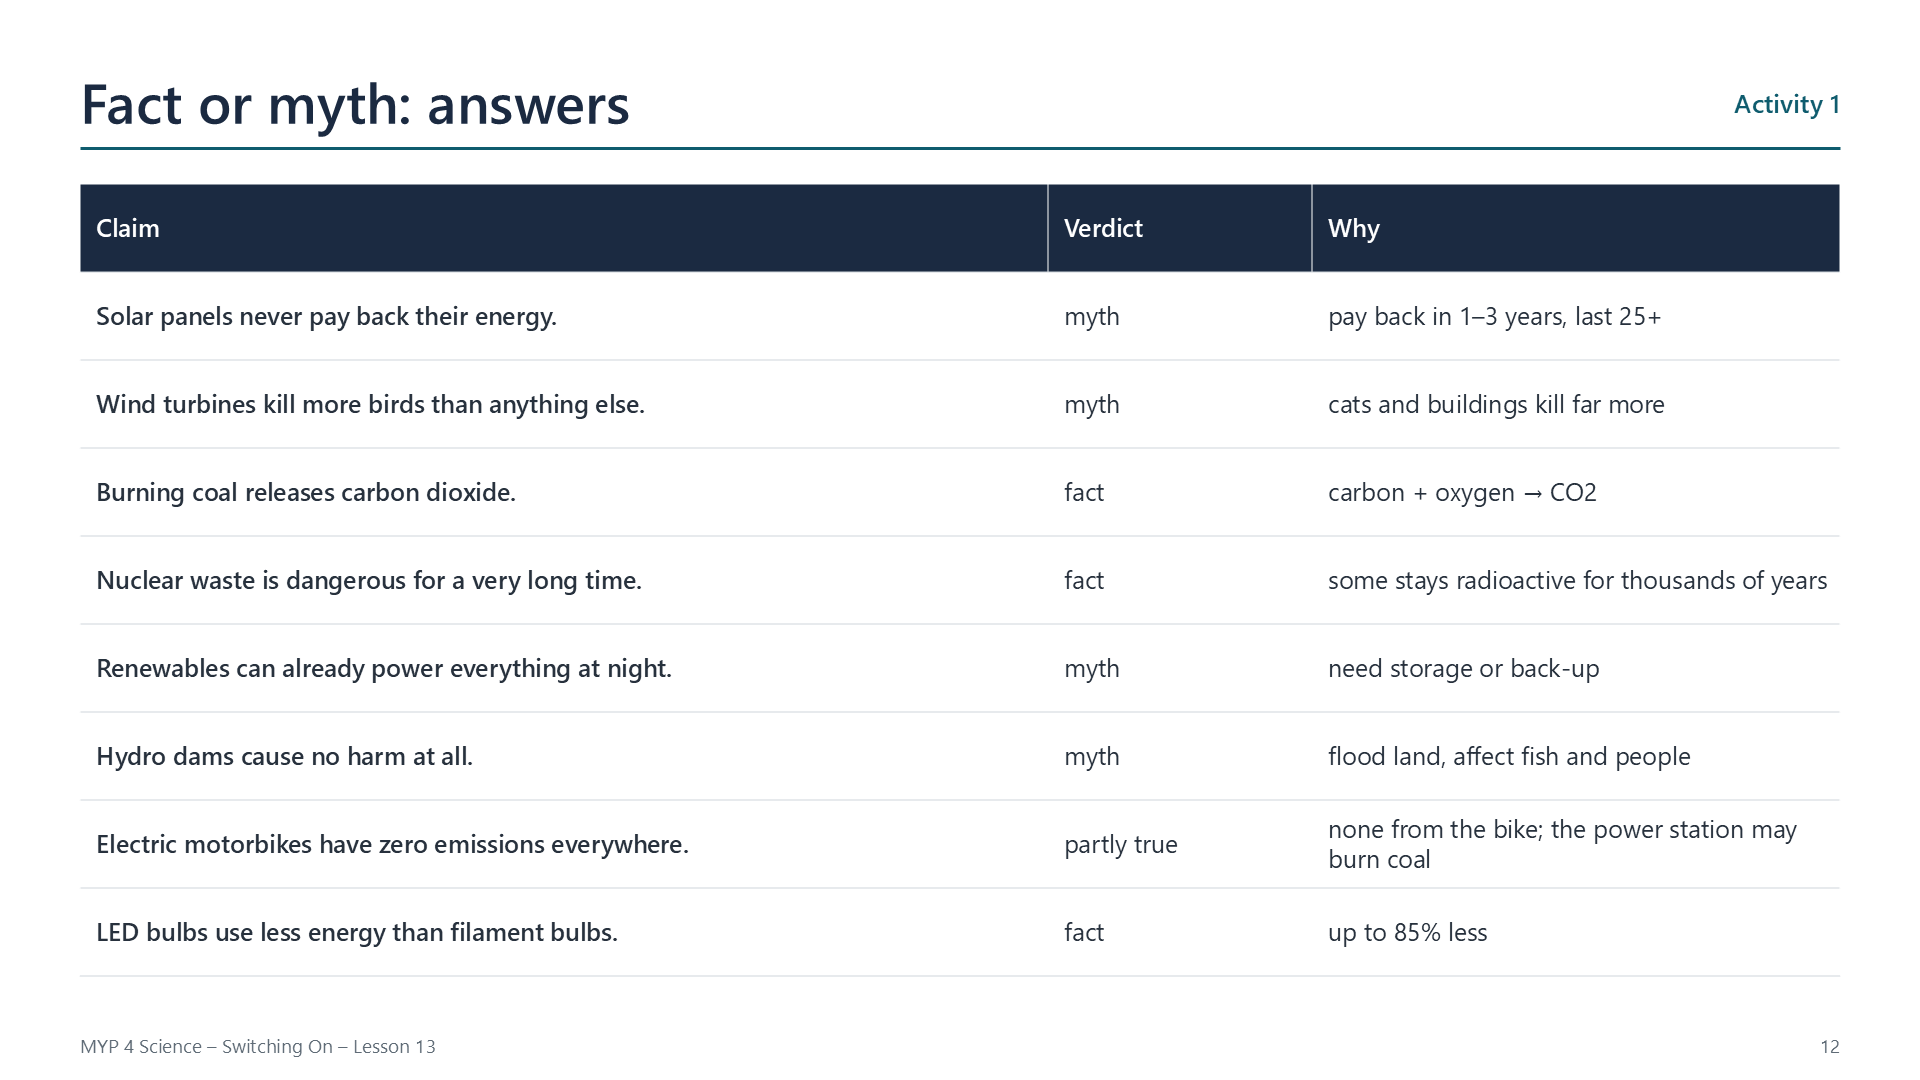 Fact or myth: answers
Activity 1
Claim Verdict Why
Solar panels never pay back their energy. myth pay back in 1–3 years, last 25+
Wind turbines kill more birds than anything else. myth cats and buildings kill far more
Burning coal releases carbon dioxide. fact carbon + oxygen → CO2
Nuclear waste is dangerous for a very long time. fact some stays radioactive for thousands of years
Renewables can already power everything at night. myth need storage or back-up
Hydro dams cause no harm at all. myth flood land, affect fish and people
Electric motorbikes have zero emissions everywhere. partly true none from the bike; the power station may
burn coal
LED bulbs use less energy than filament bulbs. fact up to 85% less
MYP 4 Science – Switching On – Lesson 13
12